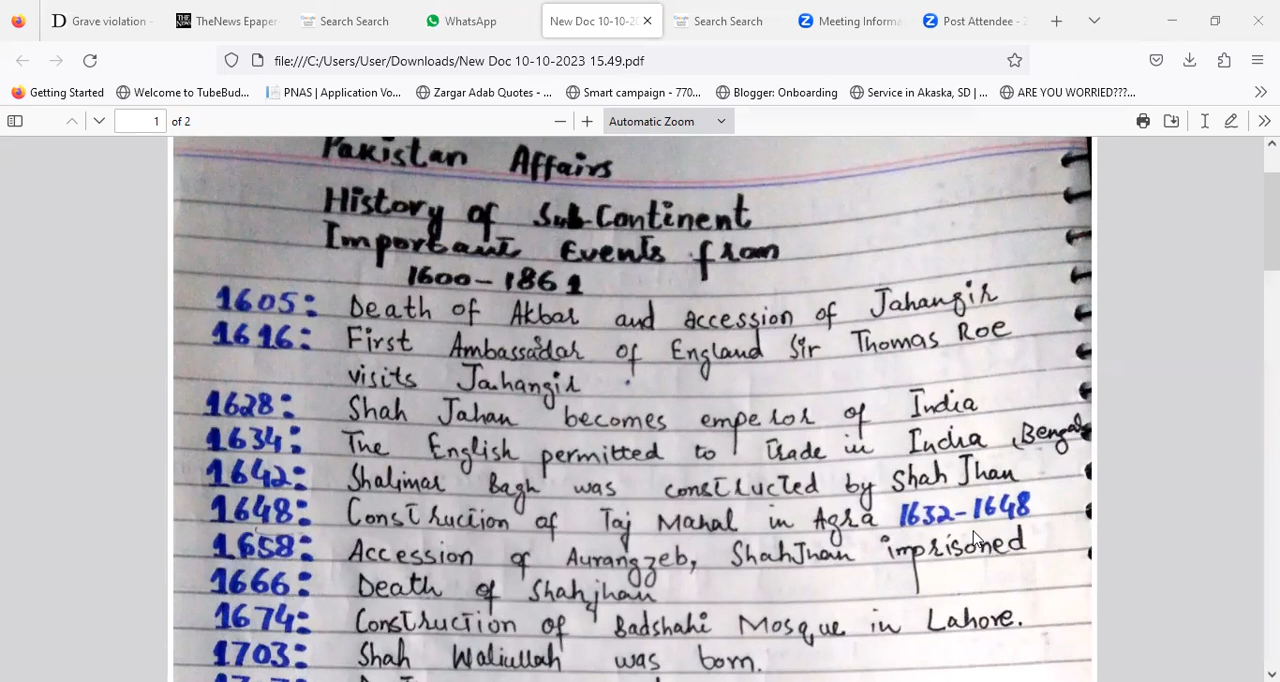 Grave violation -
TheNews Epaper
Search Search
WhatsApp
New Doc 10-10-20
Search Search
Meeting Informa
Post Attendee - Z
file:///C:/Users/User/Downloads/New Doc 10-10-2023 15.49.pdf
Getting Started
Welcome to TubeBud...
PNAS | Application Vo...
Zargar Adab Quotes - ...
Smart campaign - 770...
Blogger: Onboarding
Service in Akaska, SD | ...
ARE YOU WORRIED???...
1 of 2
Automatic Zoom
Pakistan Affairs
History of Sub Continent
Important Events from
1600-1861
1605: Death of Akbar and accession of Jahangir
1616: First Ambassador of England Sir Thomas Roe
visits Jahangir
1628: Shah Jahan becomes emperor of India
1634: The English permitted to trade in India, Bengal
1642: Shalimar Bagh was constructed by Shah Jhan
1648: Construction of Taj Mahal in Agra 1632-1648
1658: Accession of Aurangzeb, ShahJhan imprisoned
1666: Death of Shahjhan
1674: Construction of Badshahi Mosque in Lahore.
1703: Shah Waliullah was born.